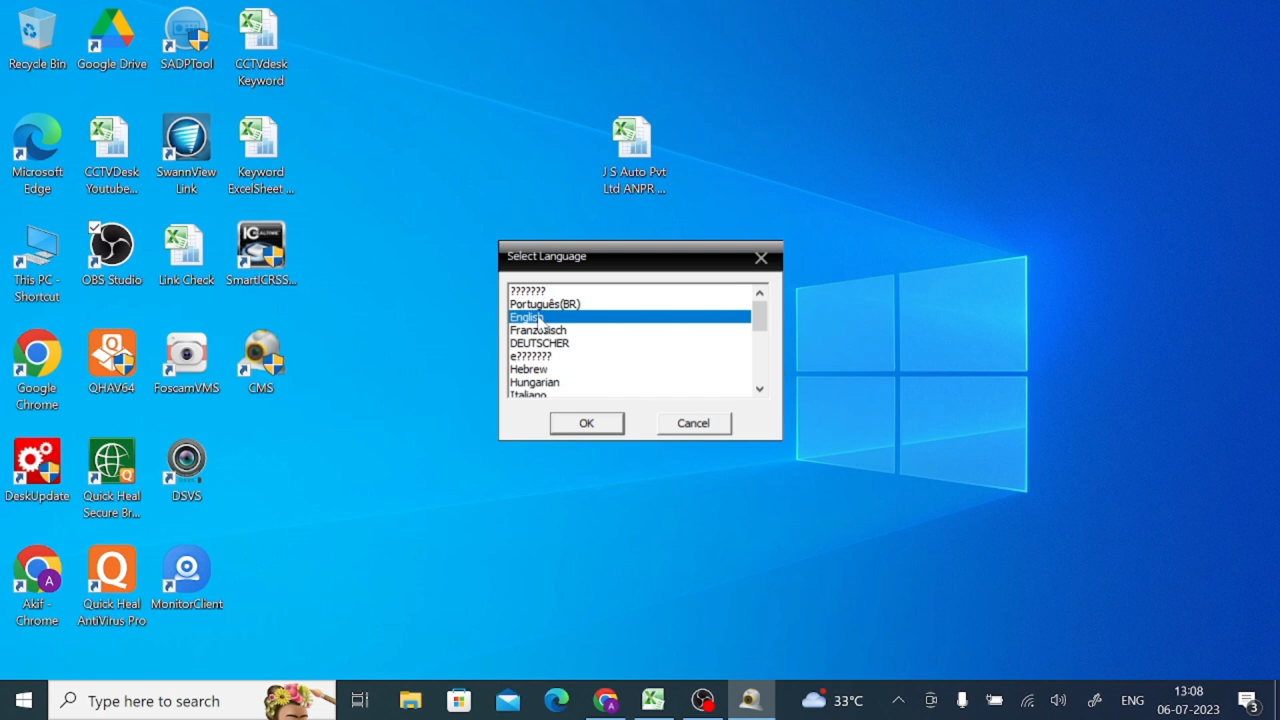 Recycle Bin
Google Drive
SADPTool
CCTVdesk
Keyword
Microsoft
Edge
CCTVDesk
Youtube...
SwannView
Link
Keyword
ExcelSheet ...
J S Auto Pvt
Ltd ANPR ...
This PC -
Shortcut
OBS Studio
Link Check
SmartICRSS...
Google
Chrome
QHAV64
FoscamVMS
CMS
DeskUpdate
Quick Heal
Secure Br...
DSVS
Akif -
Chrome
Quick Heal
AntiVirus Pro
MonitorClient
Select Language
???????
Português(BR)
English
Französisch
DEUTSCHER
е???????
Hebrew
Hungarian
Italiano
OK
Cancel
Type here to search
33°C
ENG
13:08
06-07-2023
3